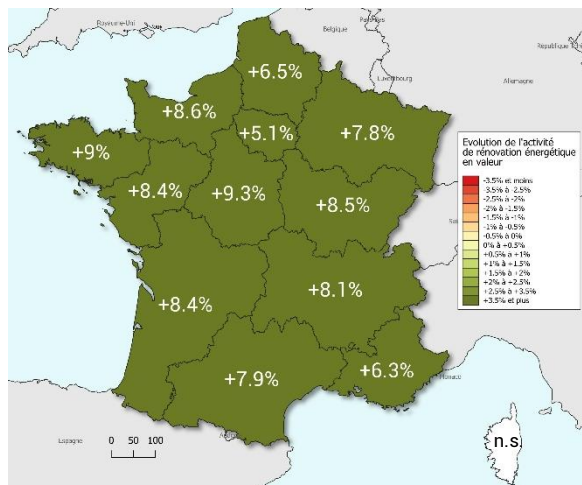 Royaume-Uni
Belgique
Luxembourg
Allemagne
+6.5%
+8.6%
+5.1%
+7.8%
+9%
+8.4%
+9.3%
+8.5%
+8.4%
+8.1%
+7.9%
+6.3%
Monaco
n.s.
Espagne
0 50 100
Evolution de l'activité
de rénovation énergétique
en valeur
-3.5% et moins
-3.5% à -2.5%
-2.5% à -2%
-2% à -1.5%
-1.5% à -1%
-1% à -0.5%
-0.5% à 0%
0% à +0.5%
+0.5% à +1%
+1% à +1.5%
+1.5% à +2%
+2% à +2.5%
+2.5% à +3.5%
+3.5% et plus